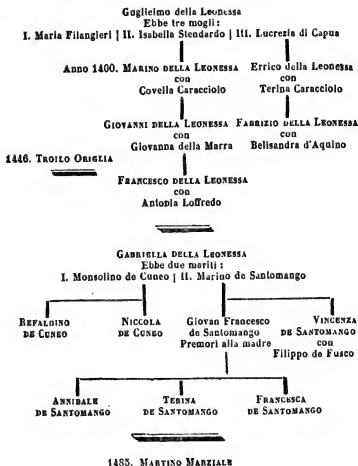 Guglielmo della Leonessa
Ebbe tre mogli:
I. Maria Filangieri | II. Isabella Stendardo | III. Lucrezia di Capua
Anno 1400. MARINO DELLA LEONESSA Errico della Leonessa
con con
Covella Caracciolo Terina Caracciolo
GIOVANNI DELLA LEONESSA FABRIZIO DELLA LEONESSA
con con
Giovanna della Marra Belisandra d'Aquino
1446. TROILO ORIGLIA
FRANCESCO DELLA LEONESSA
con
Antonia Loffredo
GABRIELLA DELLA LEONESSA
Ebbe due mariti:
I. Monsolino de Cuneo | II. Marino de Santomango
REFALDINO NICCOLA Giovan Francesco VINCENZA
DE CUNEO DE CUNEO de Santomango DE SANTOMANGO
Premorì alla madre con
Filippo de Fusco
ANNIBALE TERINA FRANCESCA
DE SANTOMANGO DE SANTOMANGO DE SANTOMANGO
1485. MARTINO MARZIALE